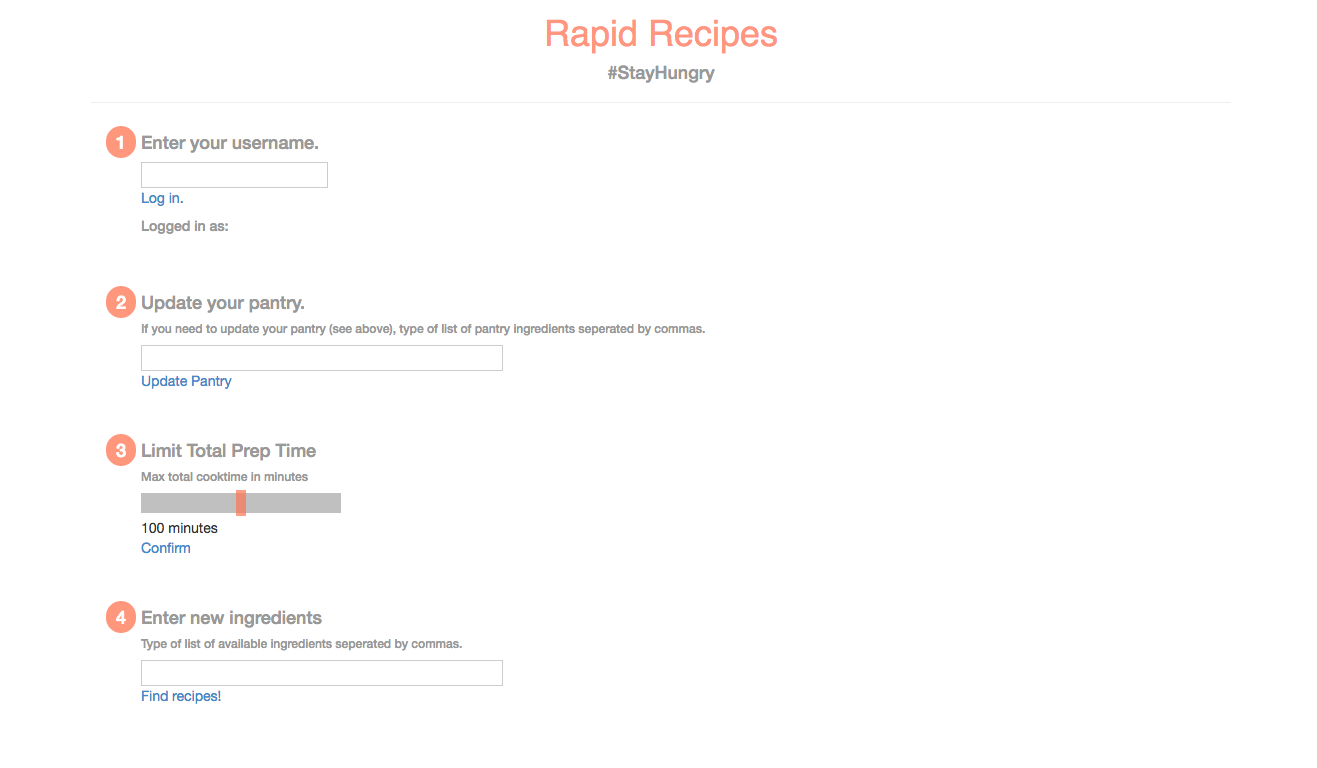 Rapid Recipes
#StayHungry
1 Enter your username.
Log in.
Logged in as:
2 Update your pantry.
If you need to update your pantry (see above), type of list of pantry ingredients seperated by commas.
Update Pantry
3 Limit Total Prep Time
Max total cooktime in minutes
100 minutes
Confirm
4 Enter new ingredients
Type of list of available ingredients seperated by commas.
Find recipes!